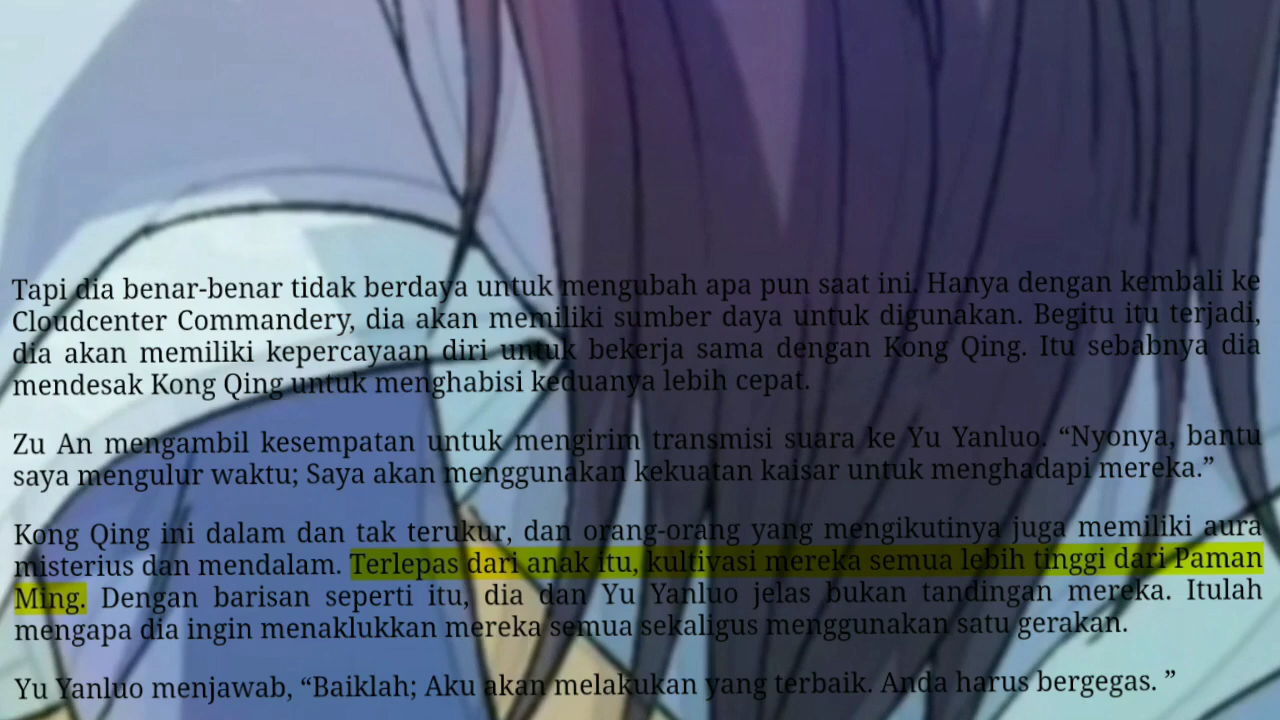 Tapi dia benar-benar tidak berdaya untuk mengubah apa pun saat ini. Hanya dengan kembali ke
Cloudcenter Commandery, dia akan memiliki sumber daya untuk digunakan. Begitu itu terjadi,
dia akan memiliki kepercayaan diri untuk bekerja sama dengan Kong Qing. Itu sebabnya dia
mendesak Kong Qing untuk menghabisi keduanya lebih cepat.
Zu An mengambil kesempatan untuk mengirim transmisi suara ke Yu Yanluo. “Nyonya, bantu
saya mengulur waktu; Saya akan menggunakan kekuatan kaisar untuk menghadapi mereka.”
Kong Qing ini dalam dan tak terukur, dan orang-orang yang mengikutinya juga memiliki aura
misterius dan mendalam. Terlepas dari anak itu, kultivasi mereka semua lebih tinggi dari Paman
Ming. Dengan barisan seperti itu, dia dan Yu Yanluo jelas bukan tandingan mereka. Itulah
mengapa dia ingin menaklukkan mereka semua sekaligus menggunakan satu gerakan.
Yu Yanluo menjawab, “Baiklah; Aku akan melakukan yang terbaik. Anda harus bergegas. ”